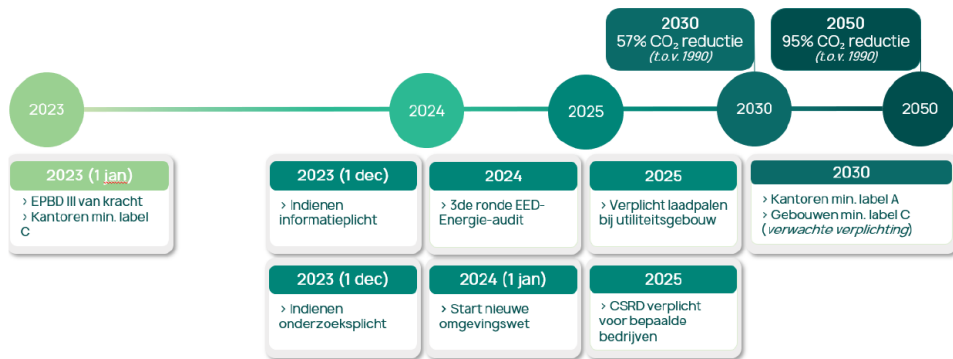 2030
57% CO₂ reductie
(t.o.v. 1990)
2050
95% CO₂ reductie
(t.o.v. 1990)
2023
2024
2025
2030
2050
2023 (1 jan)
> EPBD III van kracht
> Kantoren min. label
C
2023 (1 dec)
> Indienen
informatieplicht
2024
> 3de ronde EED-
Energie-audit
2025
> Verplicht laadpalen
bij utiliteitsgebouw
2030
> Kantoren min. label A
> Gebouwen min. label C
(verwachte verplichting)
2023 (1 dec)
> Indienen
onderzoeksplicht
2024 (1 jan)
> Start nieuwe
omgevingswet
2025
> CSRD verplicht
voor bepaalde
bedrijven